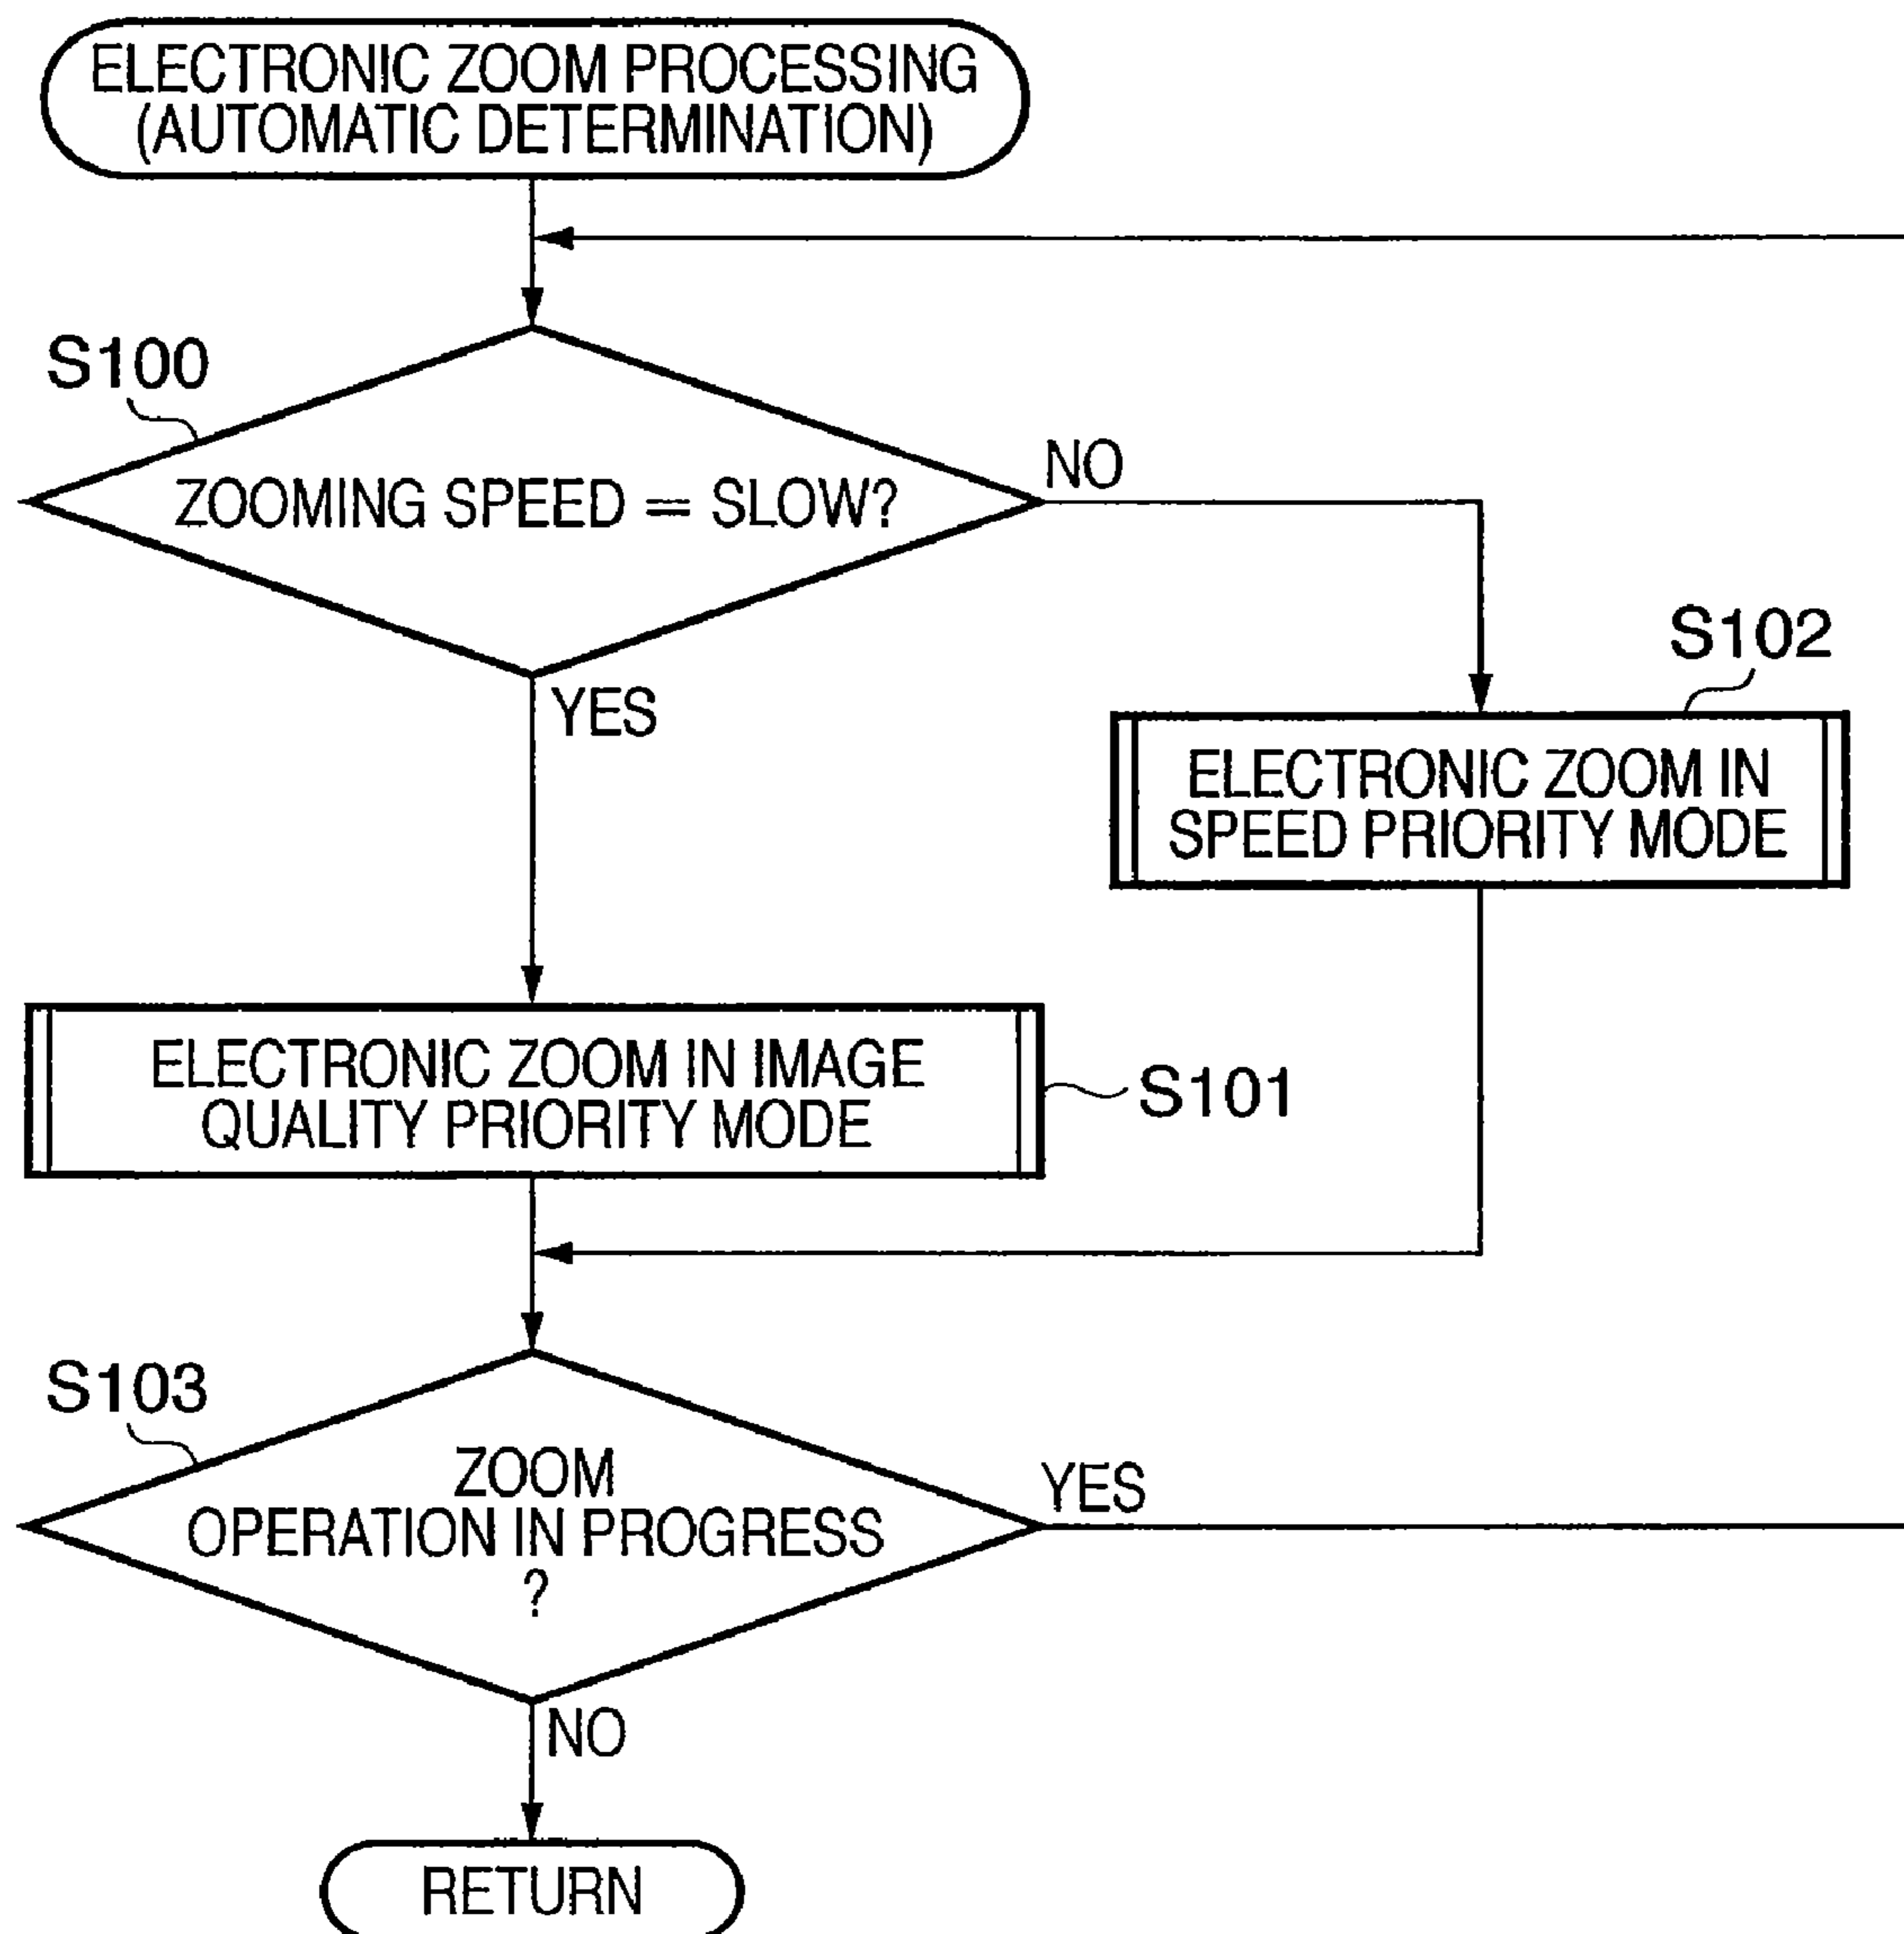 ELECTRONIC ZOOM PROCESSING
(AUTOMATIC DETERMINATION)
S100
ZOOMING SPEED = SLOW?
NO
YES
S102
ELECTRONIC ZOOM IN
SPEED PRIORITY MODE
ELECTRONIC ZOOM IN IMAGE
QUALITY PRIORITY MODE
S101
S103
ZOOM
OPERATION IN PROGRESS
?
YES
NO
RETURN